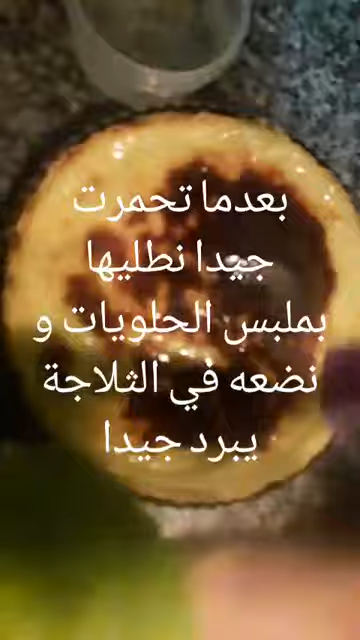 بعدما تحمرت
جيدا نطليها
بملبس الحلويات و
نضعه في الثلاجة
يبرد جيدا